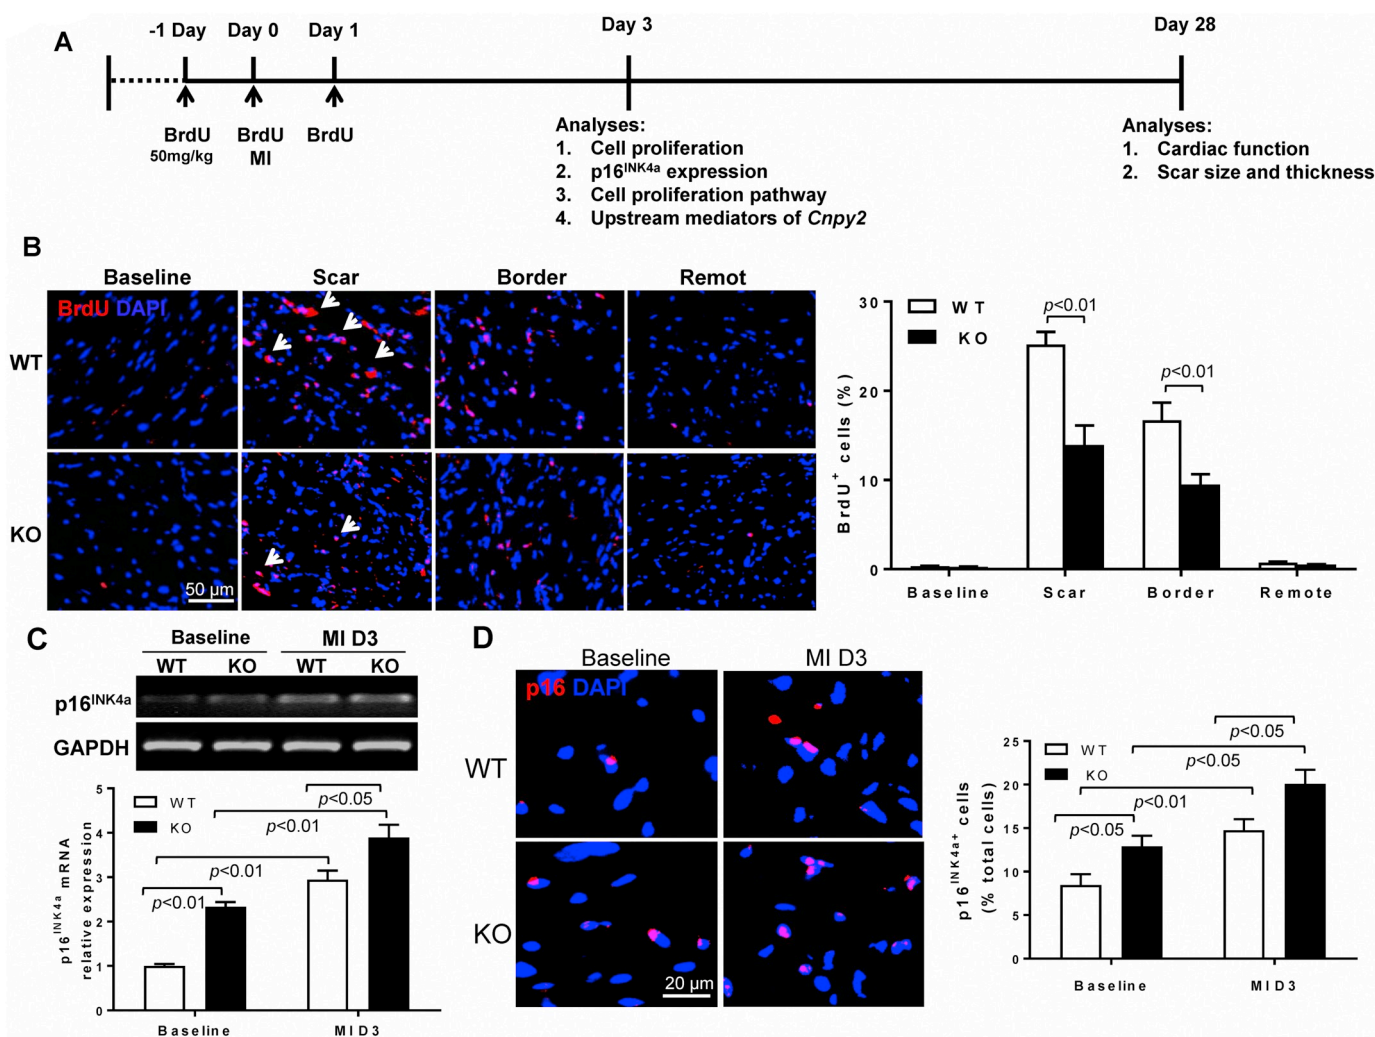 A
-1 Day Day 0 Day 1 Day 3 Day 28
BrdU BrdU BrdU
50mg/kg MI
Analyses:
1. Cell proliferation
2. p16INK4a expression
3. Cell proliferation pathway
4. Upstream mediators of Cnpy2
Analyses:
1. Cardiac function
2. Scar size and thickness
B
Baseline Scar Border Remot
BrdU DAPI
WT
KO
50 µm
30
20
10
0
BrdU+ cells (%)
WT
KO
p<0.01
p<0.01
Baseline Scar Border Remote
C
Baseline MI D3
WT KO WT KO
p16INK4a
GAPDH
5
4
3
2
1
0
p16INK4a mRNA
relative expression
WT
KO
p<0.05
p<0.01
p<0.01
p<0.01
Baseline MI D3
D
Baseline MI D3
p16 DAPI
WT
KO
20 µm
25
20
15
10
5
0
p16INK4a+ cells
(% total cells)
WT
KO
p<0.05
p<0.05
p<0.01
p<0.05
Baseline MI D3